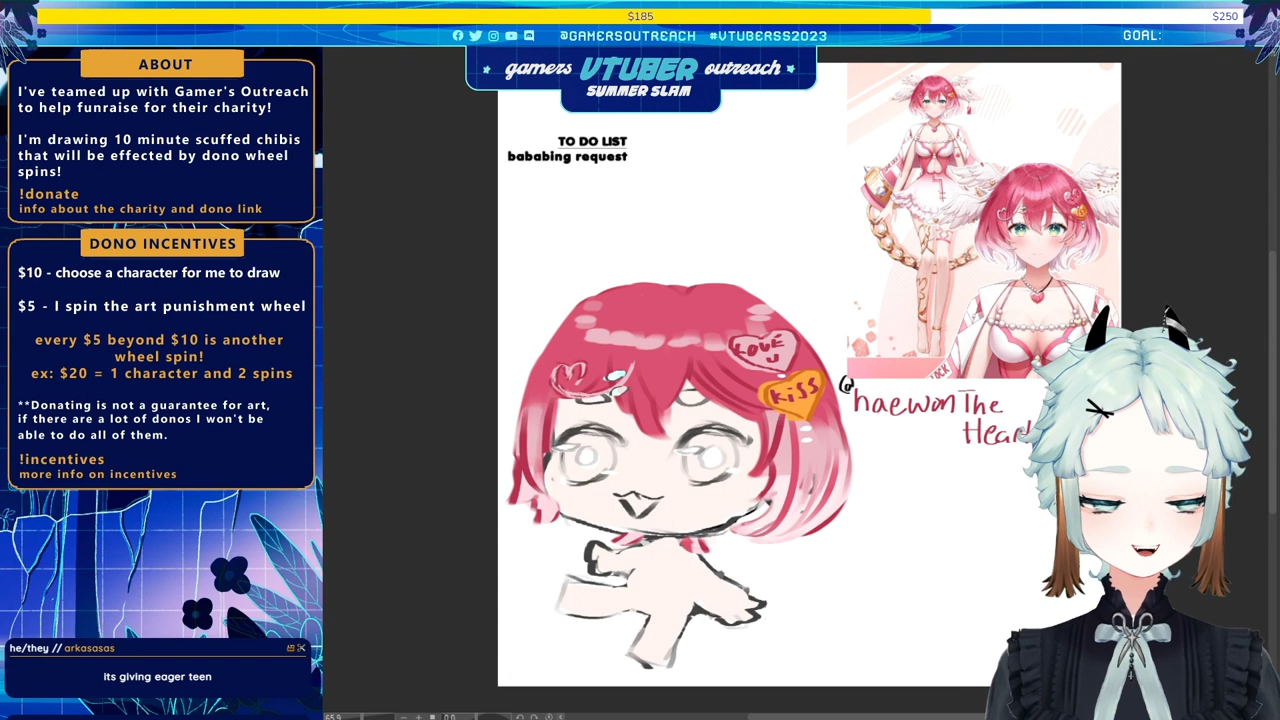 $185
$250
@GAMERSOUTREACH #VTUBERSS2023
GOAL:
gamers VTUBER outreach
SUMMER SLAM
ABOUT
I've teamed up with Gamer's Outreach
to help funraise for their charity!
I'm drawing 10 minute scuffed chibis
that will be effected by dono wheel
spins!
!donate
info about the charity and dono link
DONO INCENTIVES
$10 - choose a character for me to draw
$5 - I spin the art punishment wheel
every $5 beyond $10 is another
wheel spin!
ex: $20 = 1 character and 2 spins
**Donating is not a guarantee for art,
if there are a lot of donos I won't be
able to do all of them.
!incentives
more info on incentives
he/they // arkasasas
its giving eager teen
TO DO LIST
bababing request
LOVE
U
KiSS
@haewonThe